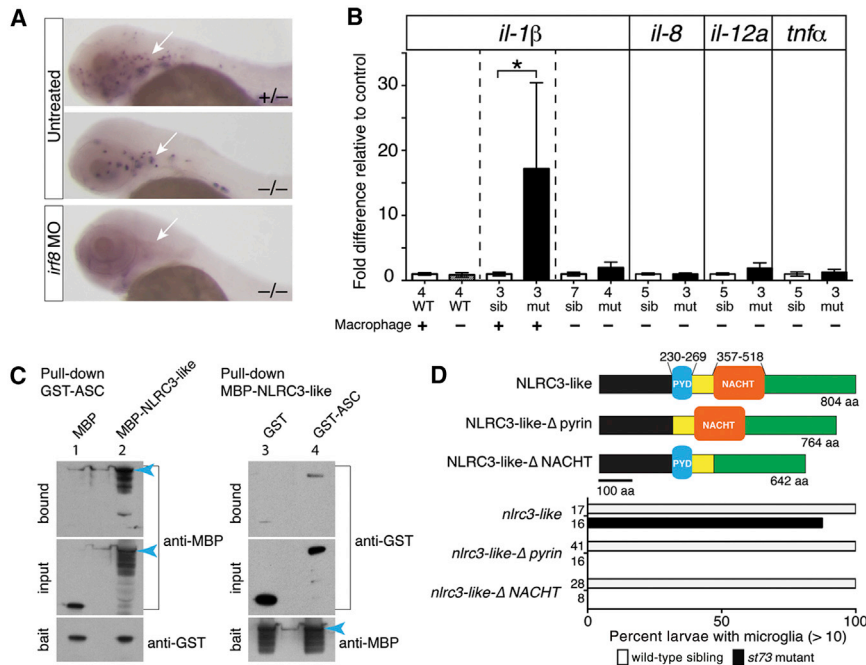 A
Untreated
+/–
–/–
irf8 MO
–/–
B
il-1β
il-8
il-12a
tnfα
Fold difference relative to control
30
20
10
0
*
4 4 3 3 7 4 5 3 5 3 5 3
WT WT sib mut sib mut sib mut sib mut sib mut
Macrophage + – + + – – – – – – – –
C
Pull-down
GST-ASC
MBP
MBP-NLRC3-like
1 2
bound
input
bait
anti-MBP
anti-GST
Pull-down
MBP-NLRC3-like
GST
GST-ASC
3 4
bound
input
bait
anti-GST
anti-MBP
D
230-269 357-518
NLRC3-like
PYD
NACHT
804 aa
NLRC3-like-Δ pyrin
NACHT
764 aa
NLRC3-like-Δ NACHT
PYD
642 aa
100 aa
nlrc3-like
17
16
nlrc3-like-Δ pyrin
41
16
nlrc3-like-Δ NACHT
28
8
0 50 100
Percent larvae with microglia (> 10)
wild-type sibling st73 mutant